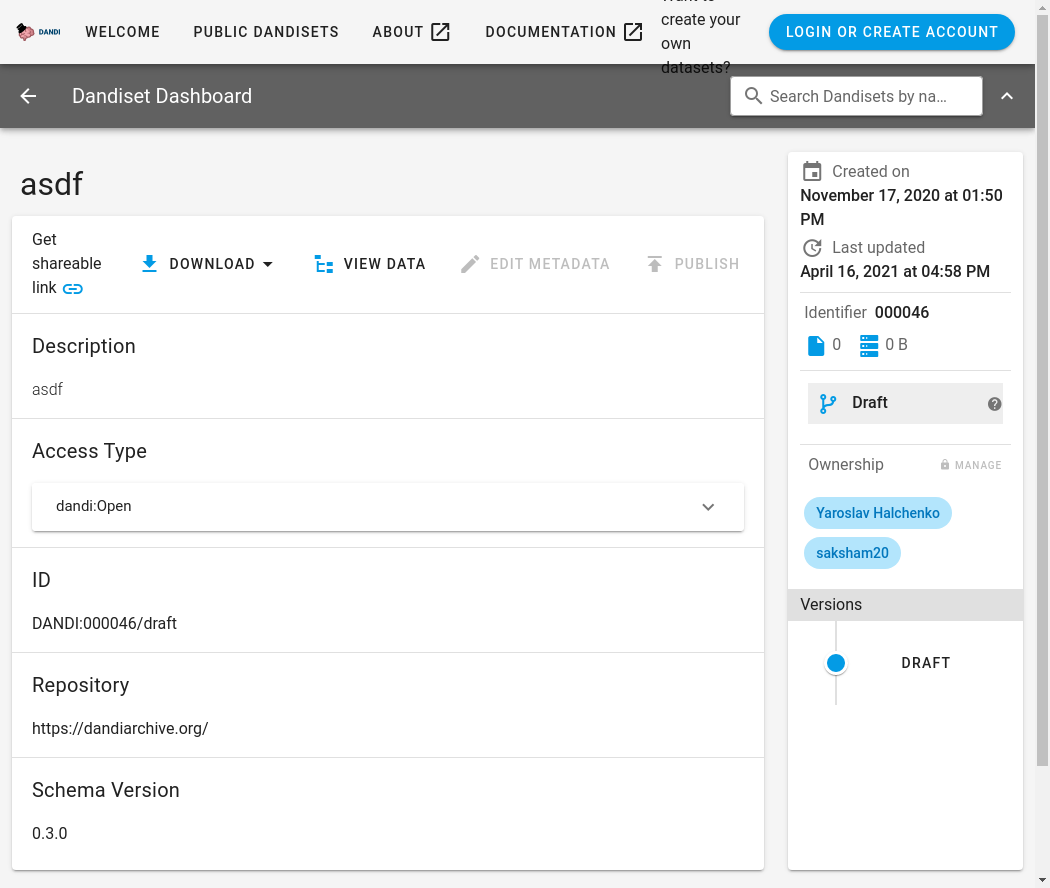 DANDI
WELCOME
PUBLIC DANDISETS
ABOUT
DOCUMENTATION
Want to
create your
own
datasets?
LOGIN OR CREATE ACCOUNT
Dandiset Dashboard
Search Dandisets by na…
asdf
Get
shareable
link
DOWNLOAD
VIEW DATA
EDIT METADATA
PUBLISH
Description
asdf
Access Type
dandi:Open
ID
DANDI:000046/draft
Repository
https://dandiarchive.org/
Schema Version
0.3.0
Created on
November 17, 2020 at 01:50
PM
Last updated
April 16, 2021 at 04:58 PM
Identifier 000046
0
0 B
Draft
Ownership
MANAGE
Yaroslav Halchenko
saksham20
Versions
DRAFT